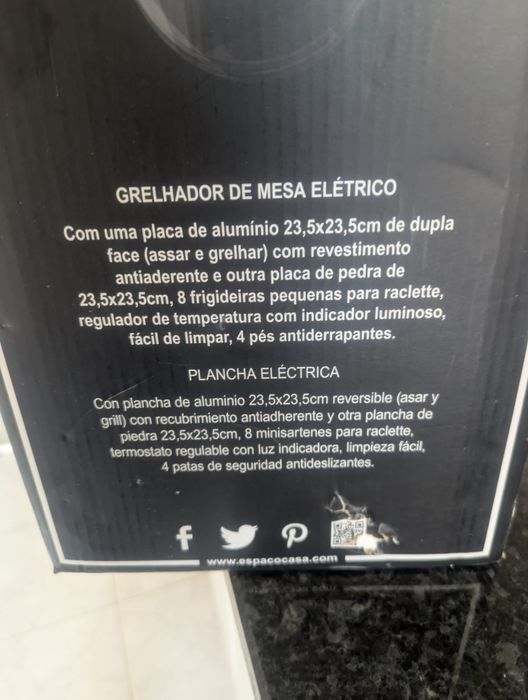 GRELHADOR DE MESA ELÉTRICO
Com uma placa de alumínio 23,5x23,5cm de dupla
face (assar e grelhar) com revestimento
antiaderente e outra placa de pedra de
23,5x23,5cm, 8 frigideiras pequenas para raclette,
regulador de temperatura com indicador luminoso,
fácil de limpar, 4 pés antiderrapantes.
PLANCHA ELÉCTRICA
Con plancha de aluminio 23,5x23,5cm reversible (asar y
grill) con recubrimiento antiadherente y otra plancha de
piedra 23,5x23,5cm, 8 minisartenes para raclette,
termostato regulable con luz indicadora, limpieza fácil,
4 patas de seguridad antideslizantes.
www.espacocasa.com